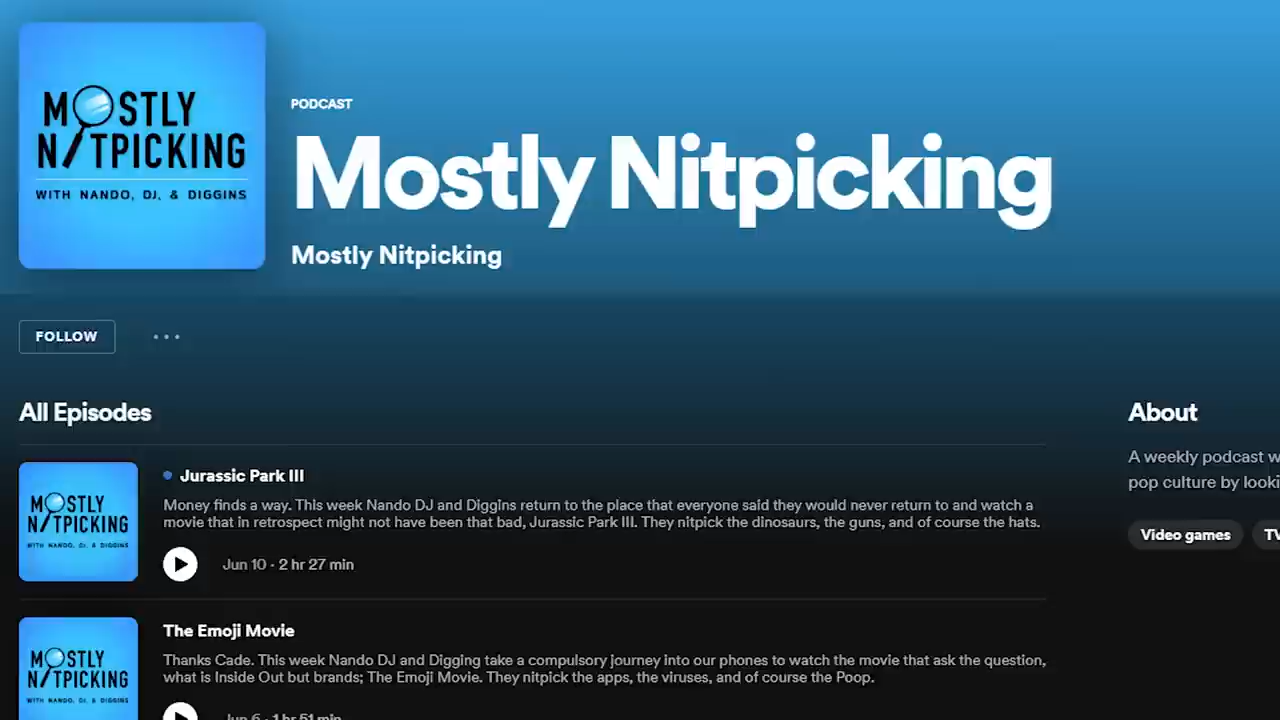 MOSTLY
NITPICKING
WITH NANDO, DJ, & DIGGINS
PODCAST
Mostly Nitpicking
Mostly Nitpicking
FOLLOW
All Episodes
About
A weekly podcast w
pop culture by looki
Video games
TV
MOSTLY
NITPICKING
WITH NANDO, DJ, & DIGGINS
Jurassic Park III
Money finds a way. This week Nando DJ and Diggins return to the place that everyone said they would never return to and watch a
movie that in retrospect might not have been that bad, Jurassic Park III. They nitpick the dinosaurs, the guns, and of course the hats.
Jun 10 · 2 hr 27 min
MOSTLY
NITPICKING
WITH NANDO, DJ, & DIGGINS
The Emoji Movie
Thanks Cade. This week Nando DJ and Digging take a compulsory journey into our phones to watch the movie that ask the question,
what is Inside Out but brands; The Emoji Movie. They nitpick the apps, the viruses, and of course the Poop.
Jun 6 · 1 hr 51 min